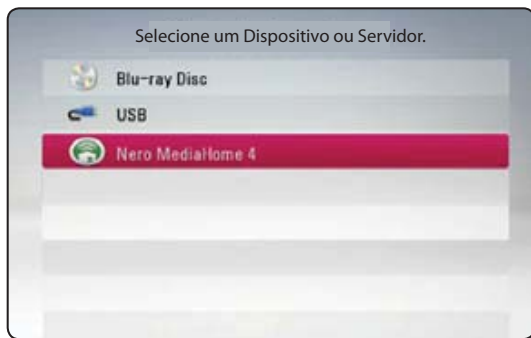 Selecione um Dispositivo ou Servidor.
Blu-ray Disc
USB
Nero MediaHome 4